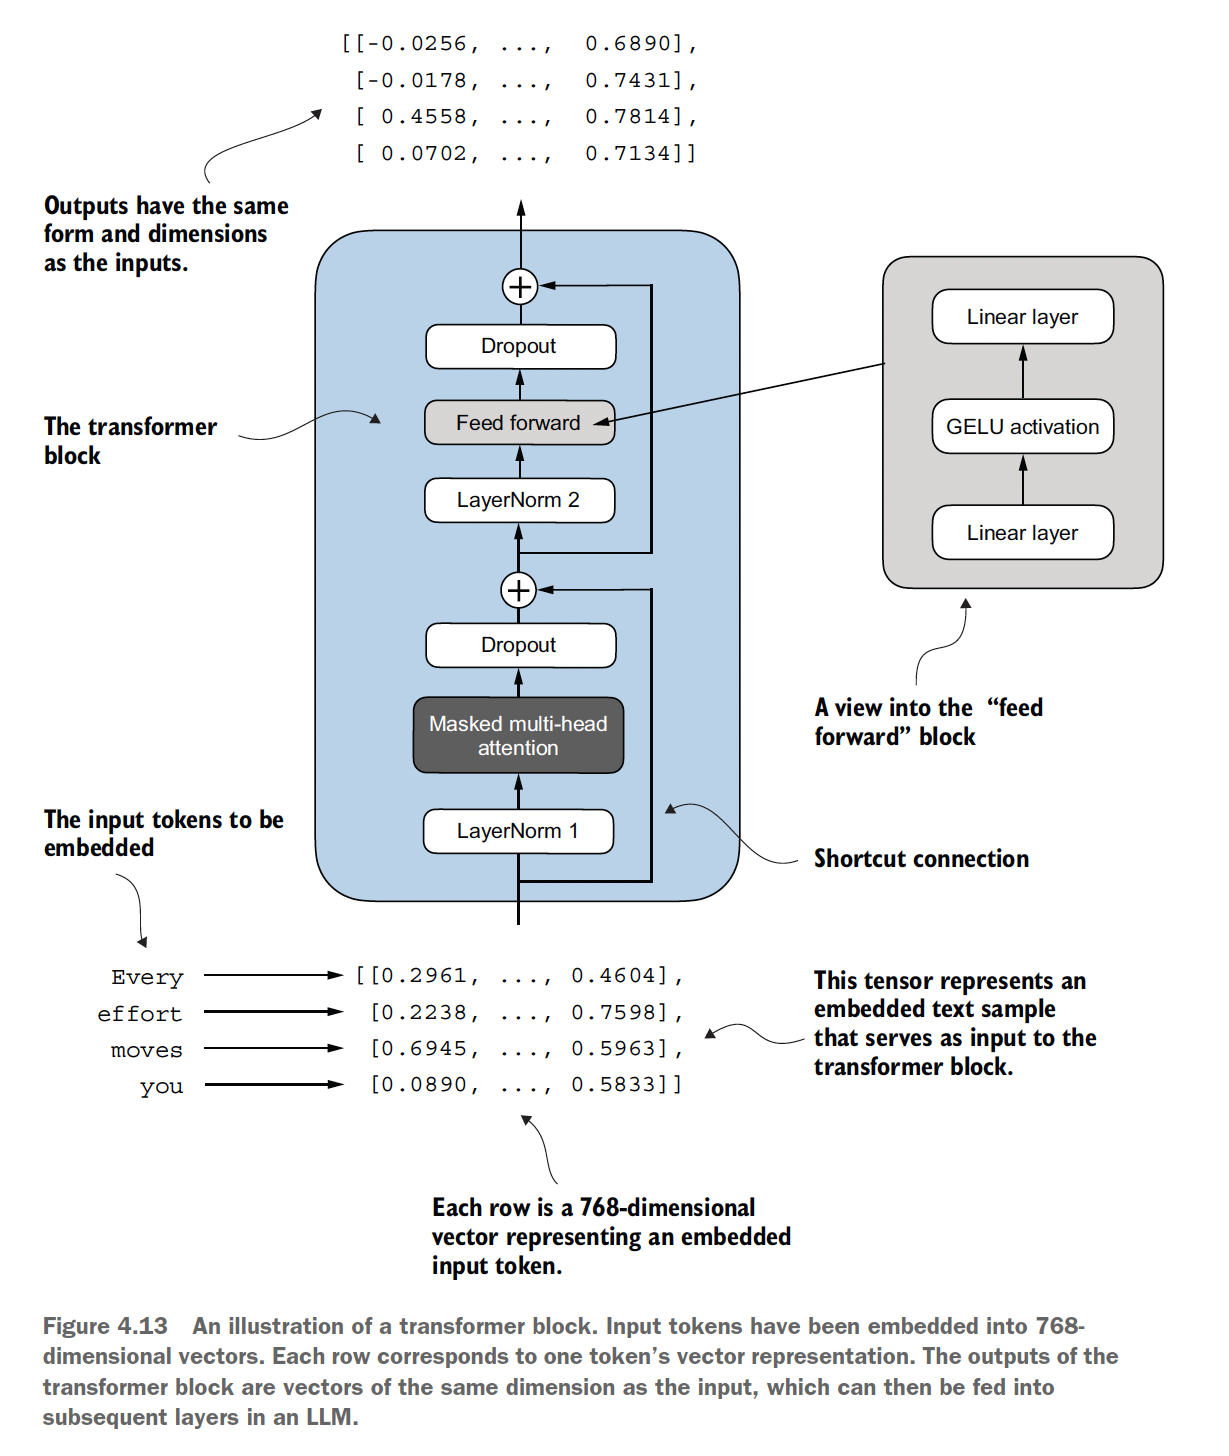 [[-0.0256, ...,  0.6890],
[-0.0178, ...,  0.7431],
[ 0.4558, ...,  0.7814],
[ 0.0702, ...,  0.7134]]
Outputs have the same
form and dimensions
as the inputs.
Dropout
Feed forward
LayerNorm 2
Dropout
Masked multi-head
attention
LayerNorm 1
Linear layer
GELU activation
Linear layer
The transformer
block
A view into the “feed
forward” block
The input tokens to be
embedded
Shortcut connection
Every
effort
moves
you
[[0.2961, ..., 0.4604],
[0.2238, ..., 0.7598],
[0.6945, ..., 0.5963],
[0.0890, ..., 0.5833]]
This tensor represents an
embedded text sample
that serves as input to the
transformer block.
Each row is a 768-dimensional
vector representing an embedded
input token.
Figure 4.13 An illustration of a transformer block. Input tokens have been embedded into 768-
dimensional vectors. Each row corresponds to one token’s vector representation. The outputs of the
transformer block are vectors of the same dimension as the input, which can then be fed into
subsequent layers in an LLM.